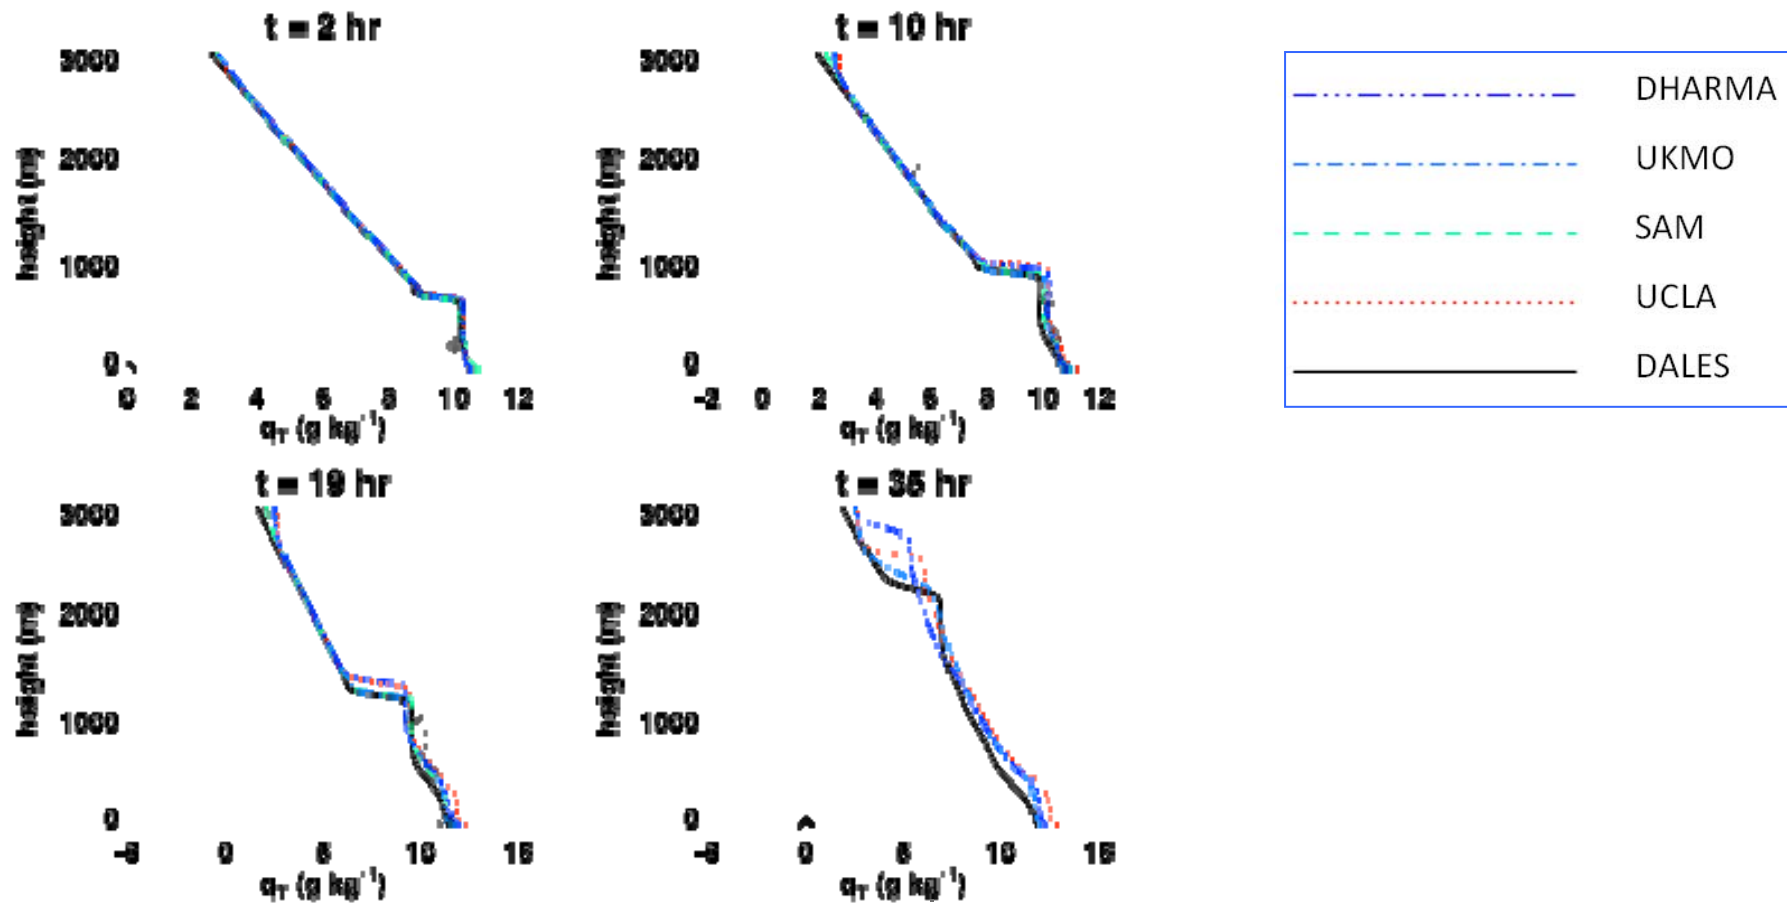 t = 2 hr
3000
2000
1000
0
height (m)
0 2 4 6 8 10 12
qT (g kg-1)
t = 10 hr
3000
2000
1000
0
height (m)
-2 0 2 4 6 8 10 12
qT (g kg-1)
DHARMA
UKMO
SAM
UCLA
DALES
t = 19 hr
3000
2000
1000
0
height (m)
-5 0 5 10 15
qT (g kg-1)
t = 35 hr
3000
2000
1000
0
height (m)
-5 0 5 10 15
qT (g kg-1)